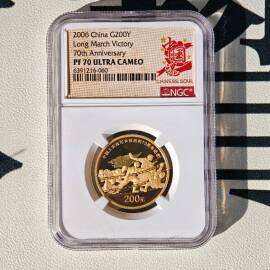 2006 China G200Y
Long March Victory
70th Anniversary
PF 70 ULTRA CAMEO
6391216-060
CHINESE SOUL
NGC
200元